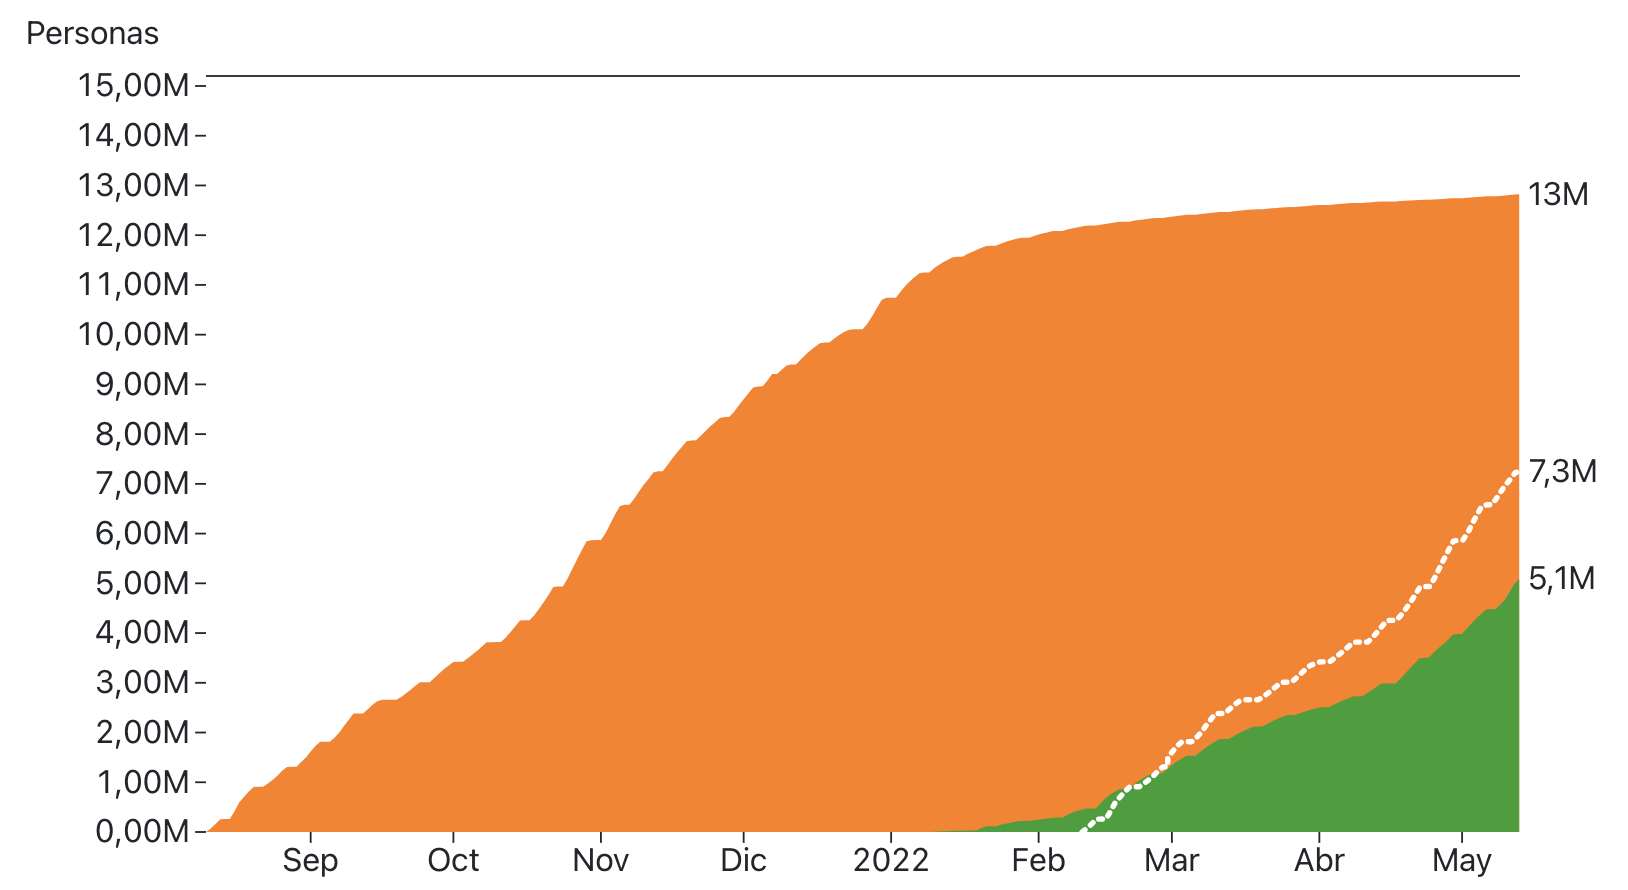 Personas
15,00M
14,00M
13,00M
13M
12,00M
11,00M
10,00M
9,00M
8,00M
7,00M
7,3M
6,00M
5,00M
5,1M
4,00M
3,00M
2,00M
1,00M
0,00M
Sep Oct Nov Dic 2022 Feb Mar Abr May